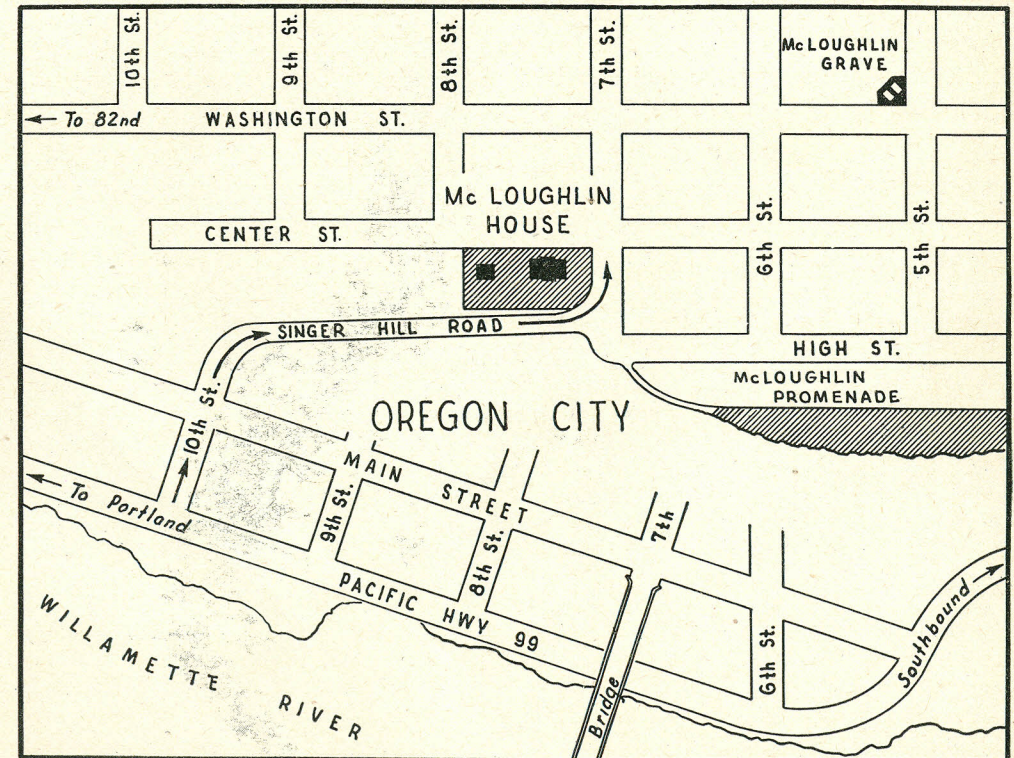 10th St.
9th St.
8th St.
7th St.
McLOUGHLIN
GRAVE
To 82nd
WASHINGTON ST.
Mc LOUGHLIN
HOUSE
6th St.
5th St.
CENTER ST.
SINGER HILL ROAD
HIGH ST.
McLOUGHLIN
PROMENADE
10th St.
OREGON CITY
MAIN STREET
To Portland
9th St.
8th St.
7th
PACIFIC HWY 99
6th St.
Southbound
Bridge
WILLAMETTE RIVER